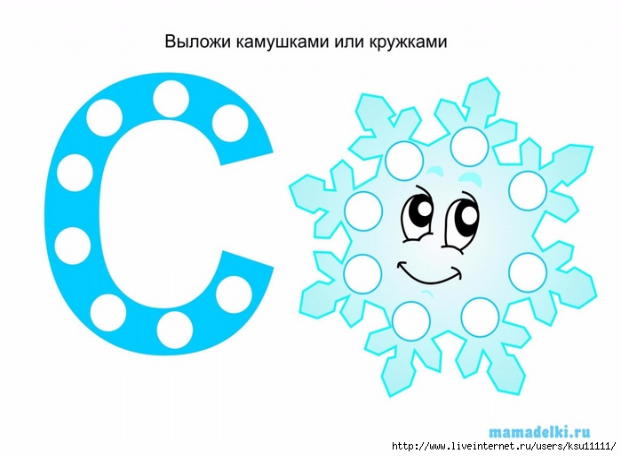 Выложи камушками или кружками
С
mamadelki.ru
http://www.liveinternet.ru/users/ksu11111/